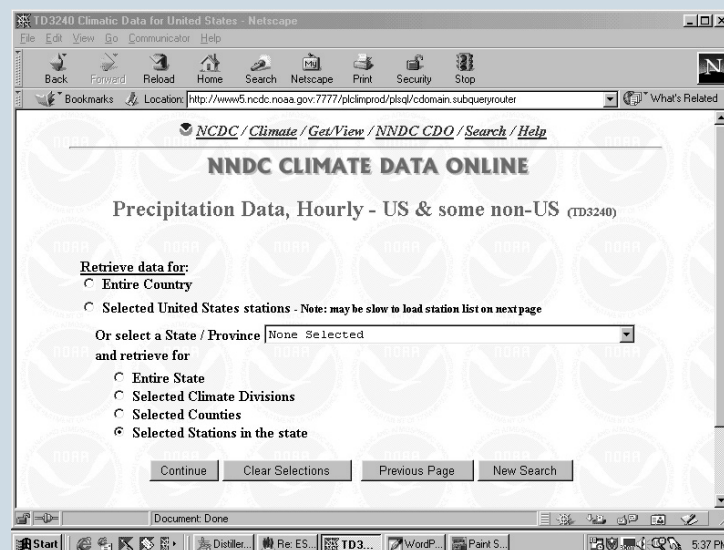 TD3240 Climatic Data for United States - Netscape
File Edit View Go Communicator Help
Back Forward Reload Home Search Netscape Print Security Stop
Bookmarks Location: http://www5.ncdc.noaa.gov:7777/plclimprod/plsql/cdomain.subqueryrouter What's Related
NCDC / Climate / Get/View / NNDC CDO / Search / Help
NNDC CLIMATE DATA ONLINE
Precipitation Data, Hourly - US & some non-US (TD3240)
Retrieve data for:
Entire Country
Selected United States stations - Note: may be slow to load station list on next page
Or select a State / Province None Selected
and retrieve for
Entire State
Selected Climate Divisions
Selected Counties
Selected Stations in the state
Continue Clear Selections Previous Page New Search
Document: Done
Start Distiller... Re: ES... TD3... WordP... Paint S... 5:37 PM